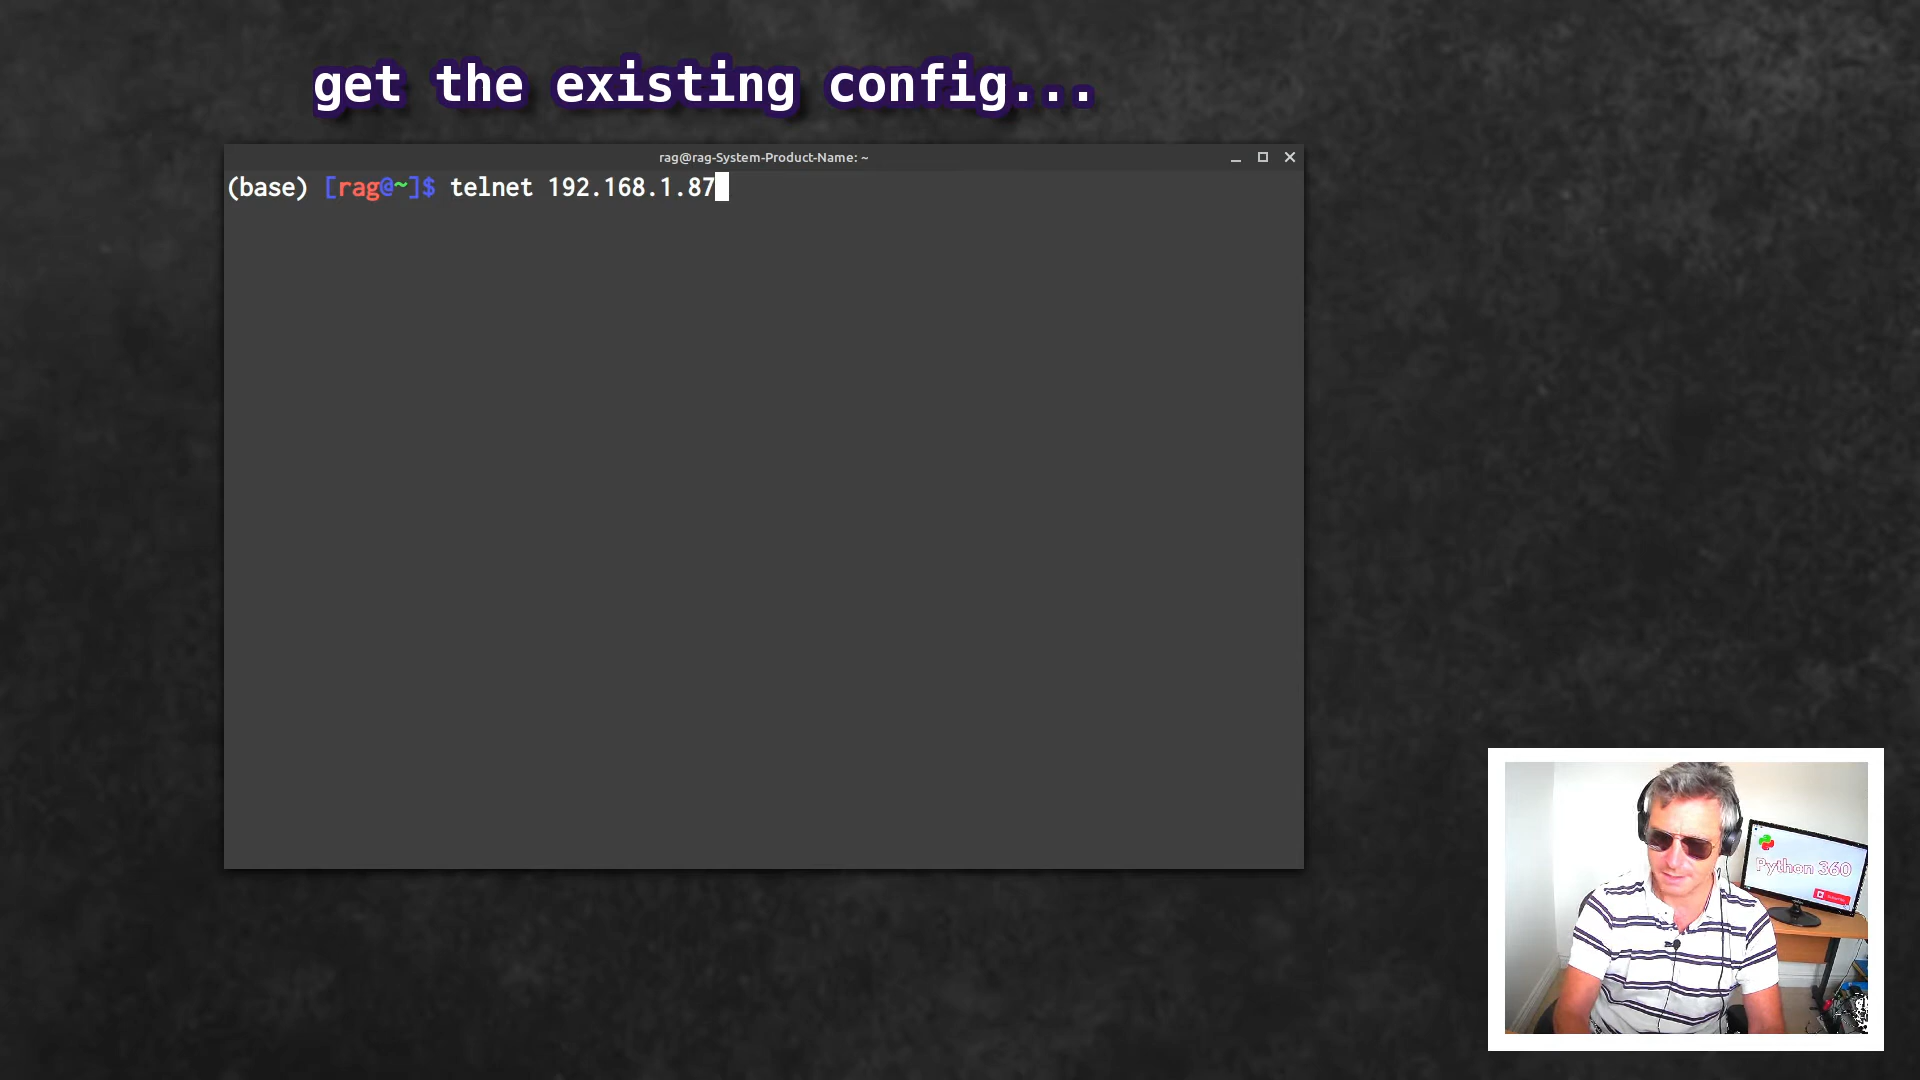 get the existing config...
rag@rag-System-Product-Name: ~
(base) [rag@~]$ telnet 192.168.1.87
Python 360